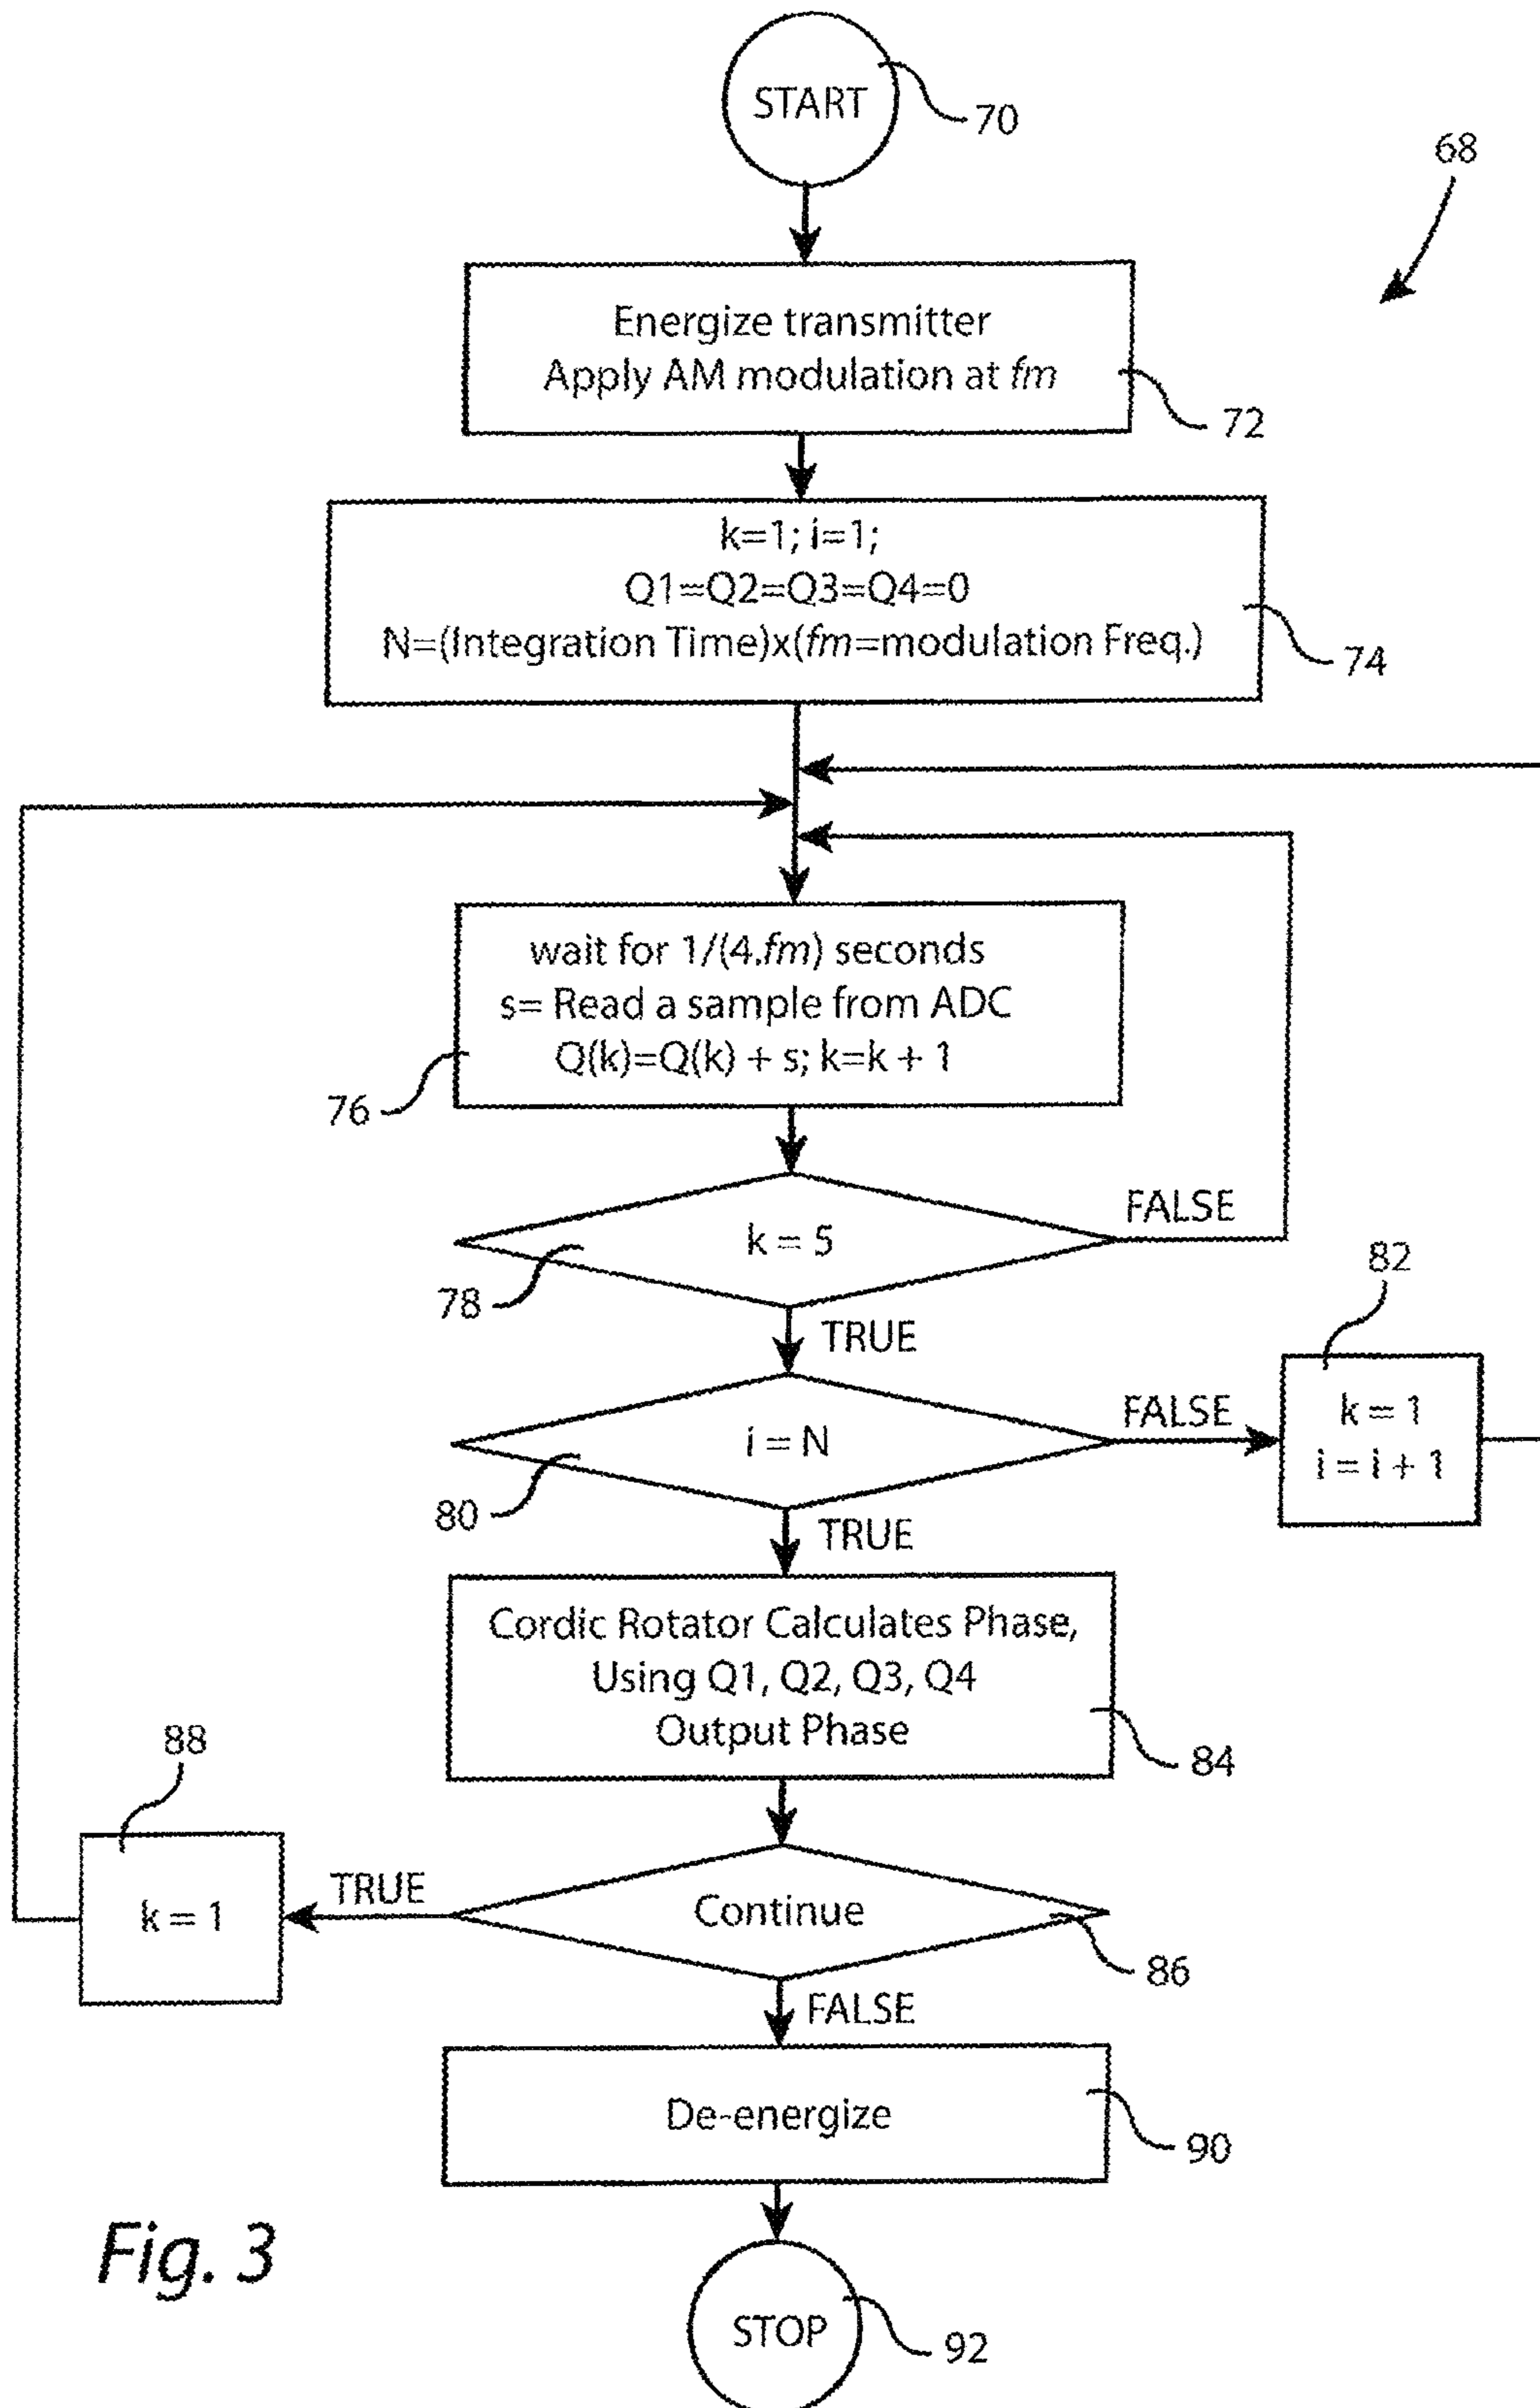 START
70
68
Energize transmitter
Apply AM modulation at fm
72
k=1; i=1;
Q1=Q2=Q3=Q4=0
N=(Integration Time)x(fm=modulation Freq.)
74
wait for 1/(4.fm) seconds
s= Read a sample from ADC
Q(k)=Q(k) + s; k=k + 1
76
k = 5
FALSE
78
TRUE
82
i = N
FALSE
k = 1
i = i + 1
80
TRUE
Cordic Rotator Calculates Phase,
Using Q1, Q2, Q3, Q4
Output Phase
84
88
k = 1
TRUE
Continue
86
FALSE
De-energize
90
Fig. 3
STOP
92